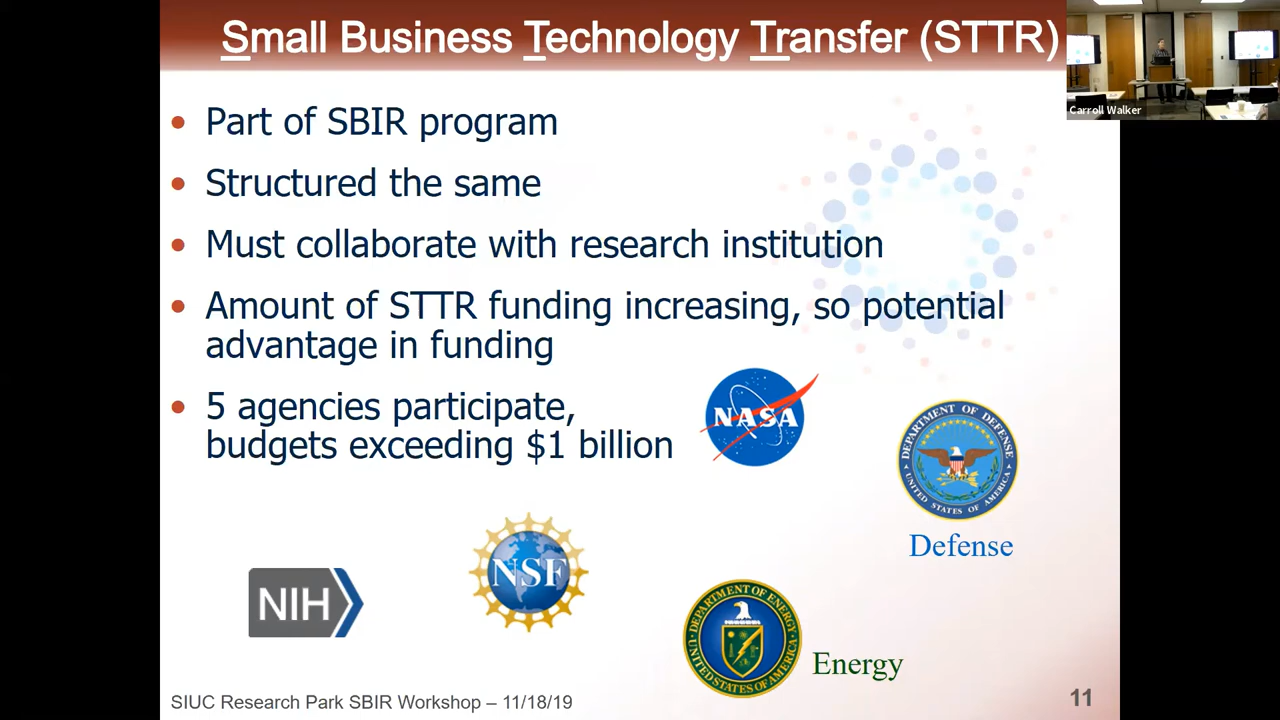 Small Business Technology Transfer (STTR)
Carroll Walker
• Part of SBIR program
• Structured the same
• Must collaborate with research institution
• Amount of STTR funding increasing, so potential
advantage in funding
• 5 agencies participate,
budgets exceeding $1 billion
NASA
DEPARTMENT OF DEFENSE
UNITED STATES OF AMERICA
Defense
NSF
NIH
DEPARTMENT OF ENERGY
UNITED STATES OF AMERICA
Energy
SIUC Research Park SBIR Workshop – 11/18/19
11